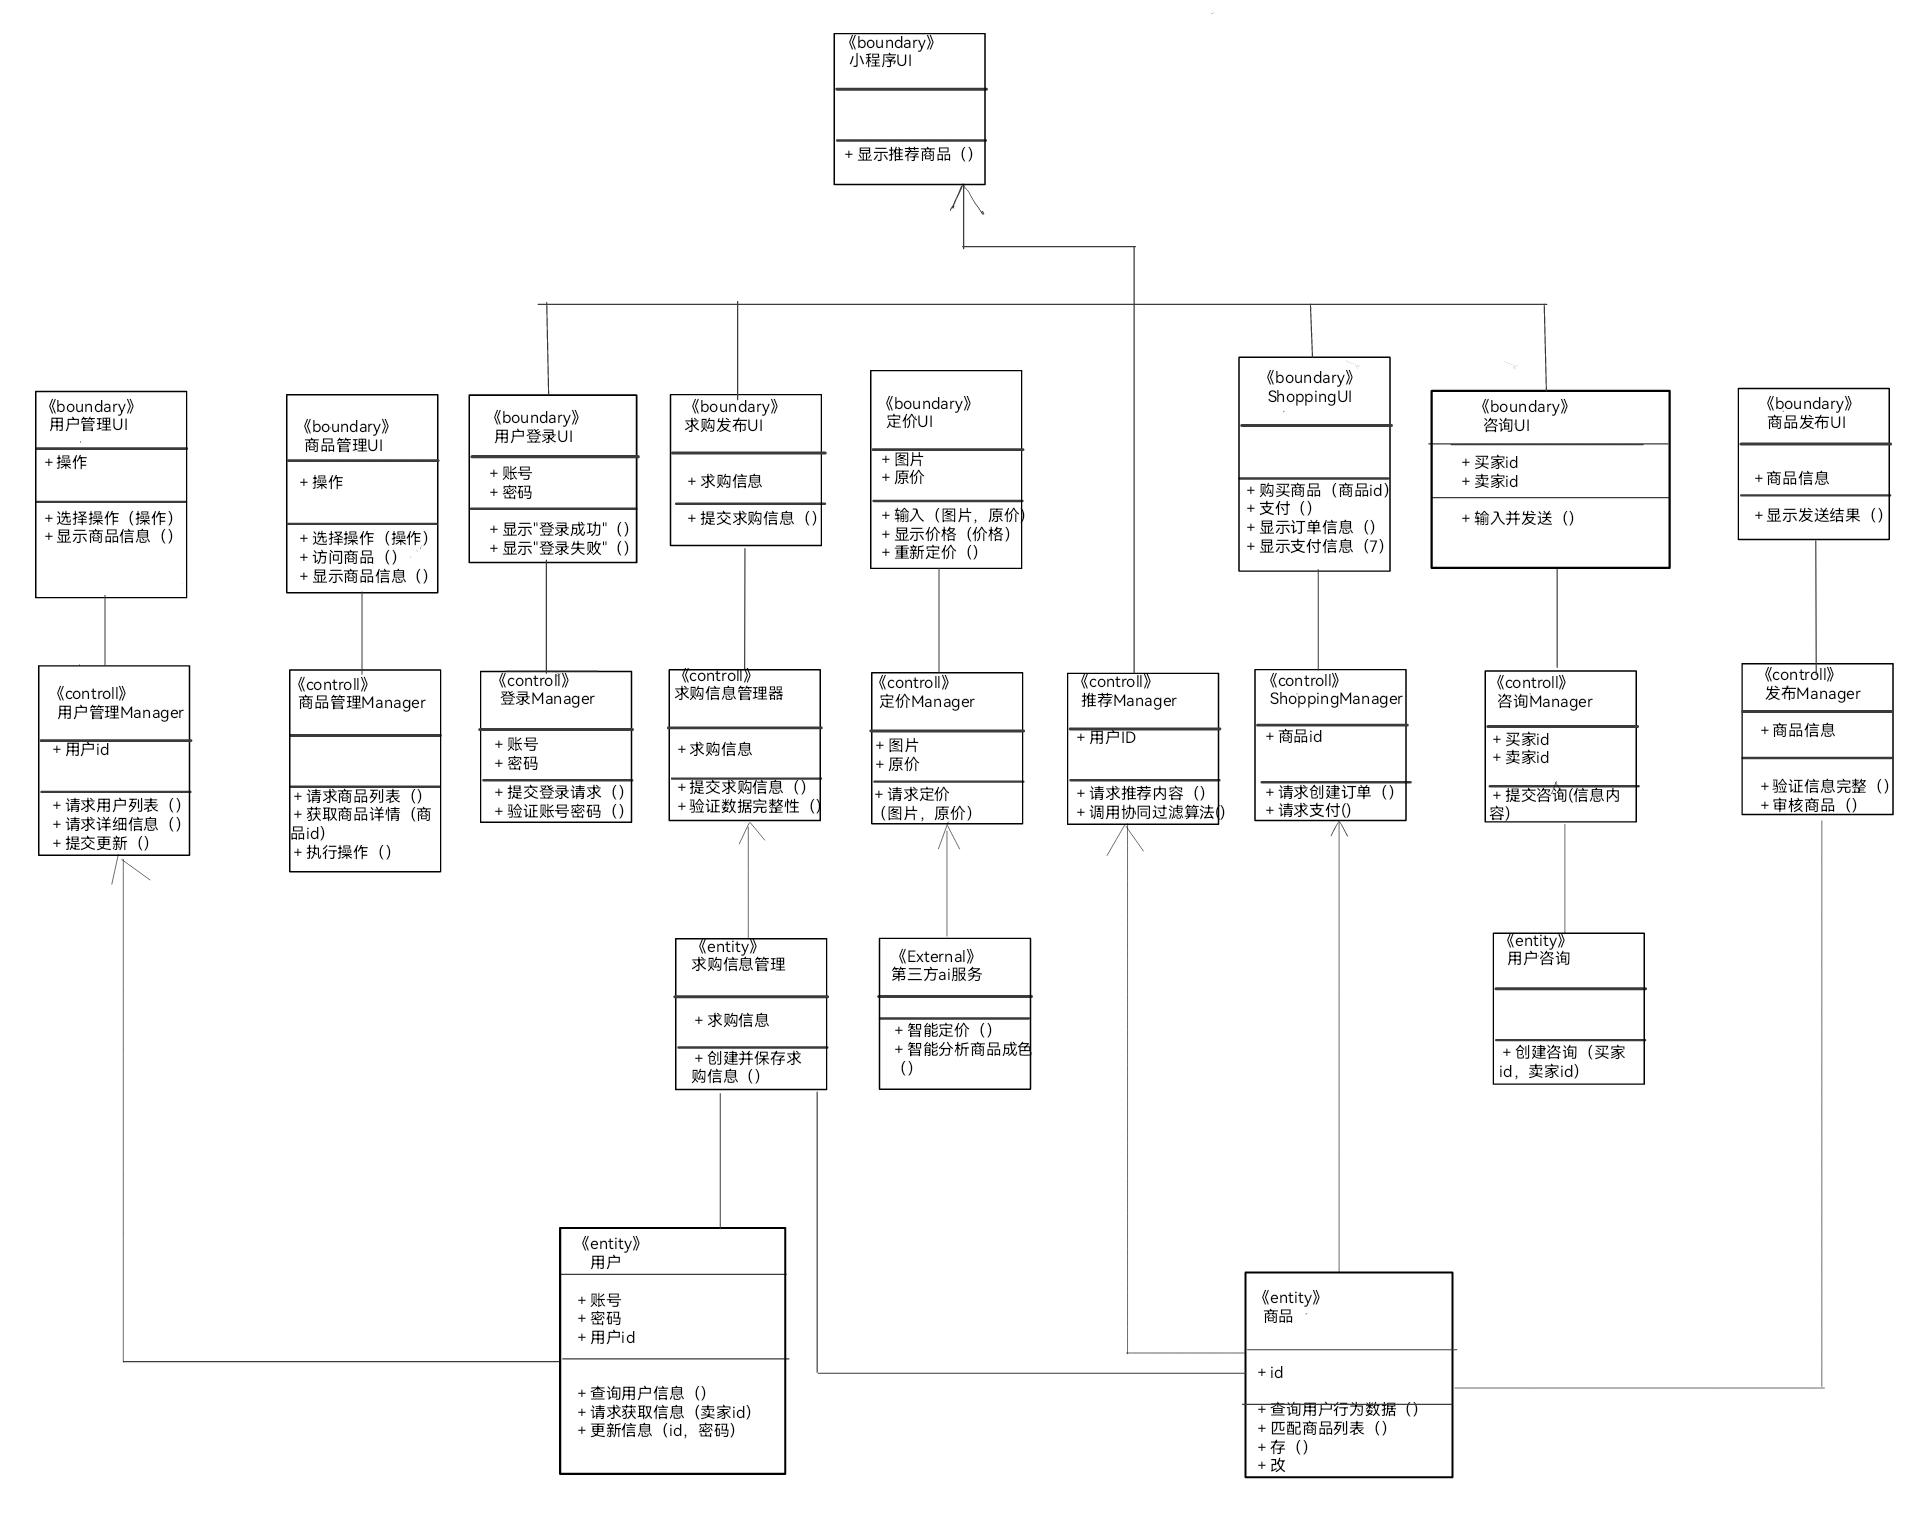 《boundary》
小程序UI
+ 显示推荐商品（）
《boundary》
用户管理UI
+ 操作
+ 选择操作（操作）
+ 显示商品信息（）
《boundary》
商品管理UI
+ 操作
+ 选择操作（操作）
+ 访问商品（）
+ 显示商品信息（）
《boundary》
用户登录UI
+ 账号
+ 密码
+ 显示"登录成功"（）
+ 显示"登录失败"（）
《boundary》
求购发布UI
+ 求购信息
+ 提交求购信息（）
《boundary》
定价UI
+ 图片
+ 原价
+ 输入（图片，原价）
+ 显示价格（价格）
+ 重新定价（）
《boundary》
ShoppingUI
+ 购买商品（商品id）
+ 支付（）
+ 显示订单信息（）
+ 显示支付信息（7）
《boundary》
咨询UI
+ 买家id
+ 卖家id
+ 输入并发送（）
《boundary》
商品发布UI
+ 商品信息
+ 显示发送结果（）
《controll》
用户管理Manager
+ 用户id
+ 请求用户列表（）
+ 请求详细信息（）
+ 提交更新（）
《controll》
商品管理Manager
+ 请求商品列表（）
+ 获取商品详情（商
品id）
+ 执行操作（）
《controll》
登录Manager
+ 账号
+ 密码
+ 提交登录请求（）
+ 验证账号密码（）
《controll》
求购信息管理器
+ 求购信息
+ 提交求购信息（）
+ 验证数据完整性（）
《controll》
定价Manager
+ 图片
+ 原价
+ 请求定价
（图片，原价）
《controll》
推荐Manager
+ 用户ID
+ 请求推荐内容（）
+ 调用协同过滤算法（）
《controll》
ShoppingManager
+ 商品id
+ 请求创建订单（）
+ 请求支付()
《controll》
咨询Manager
+ 买家id
+ 卖家id
+ 提交咨询(信息内
容）
《controll》
发布Manager
+ 商品信息
+ 验证信息完整（）
+ 审核商品（）
《entity》
求购信息管理
+ 求购信息
+ 创建并保存求
购信息（）
《External》
第三方ai服务
+ 智能定价（）
+ 智能分析商品成色
（）
《entity》
用户咨询
+ 创建咨询（买家
id，卖家id）
《entity》
用户
+ 账号
+ 密码
+ 用户id
+ 查询用户信息（）
+ 请求获取信息（卖家id）
+ 更新信息（id，密码）
《entity》
商品
+ id
+ 查询用户行为数据（）
+ 匹配商品列表（）
+ 存（）
+ 改